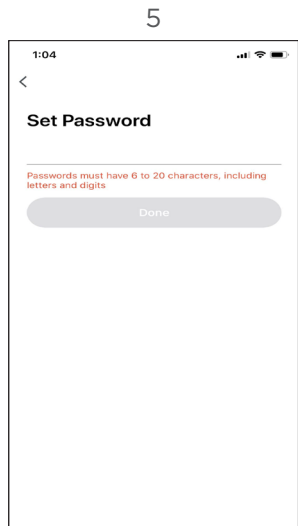 5
1:04
Set Password
Passwords must have 6 to 20 characters, including
letters and digits
Done